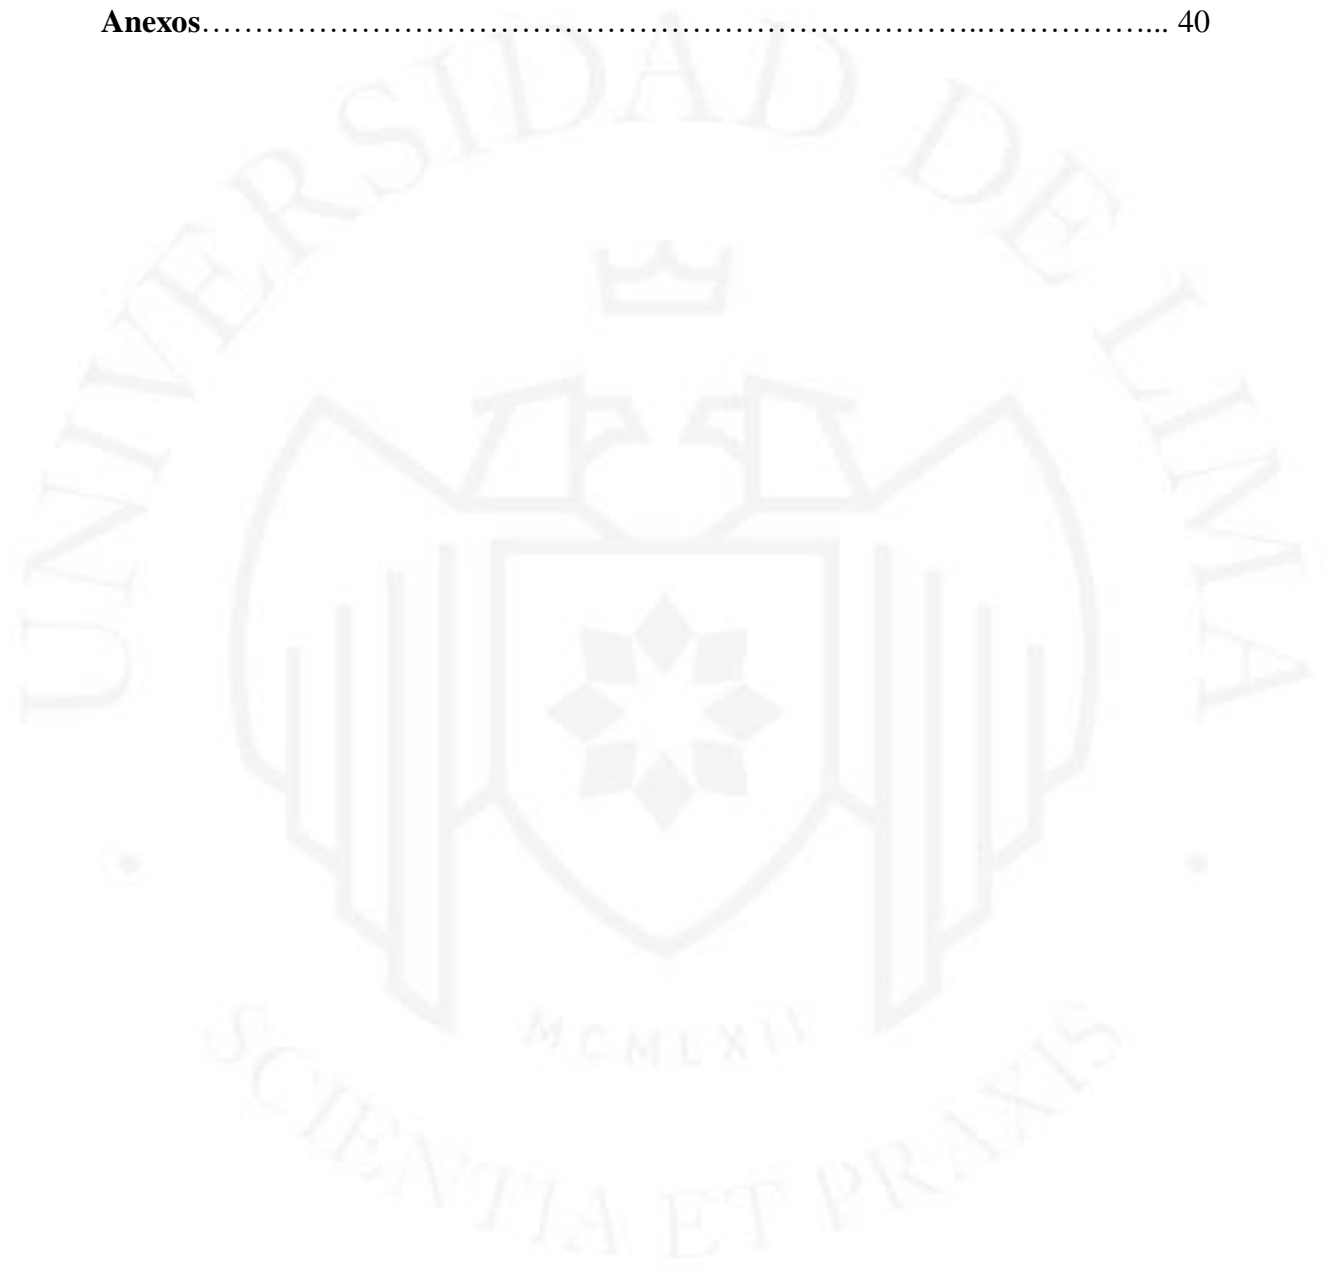 Anexos………………………………………………………………..……………... 40
UNIVERSIDAD DE LIMA
MCMLXII
SCIENTIA ET PRAXIS